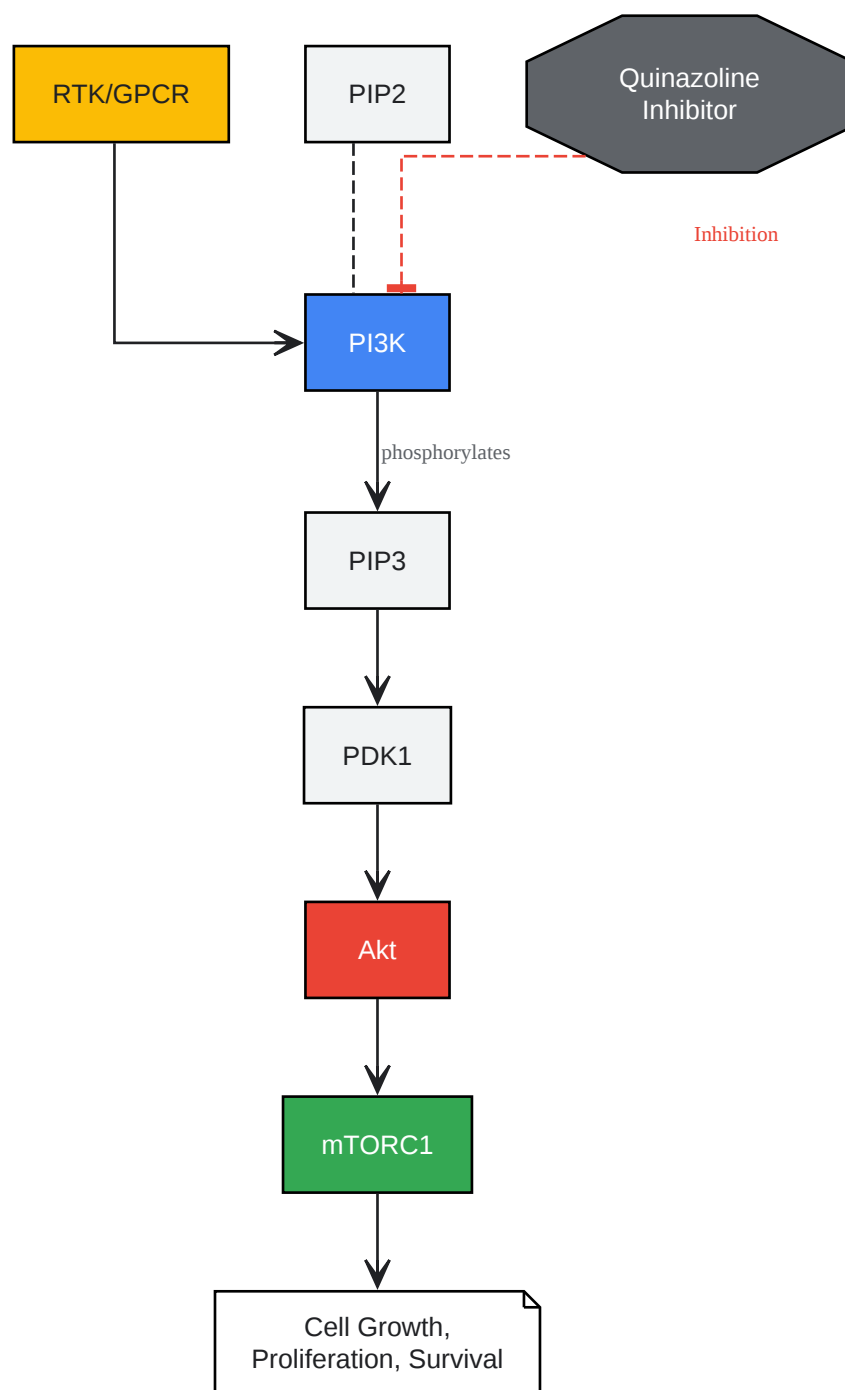 RTK/GPCR
PIP2
Quinazoline
Inhibitor
Inhibition
PI3K
phosphorylates
PIP3
PDK1
Akt
mTORC1
Cell Growth,
Proliferation, Survival